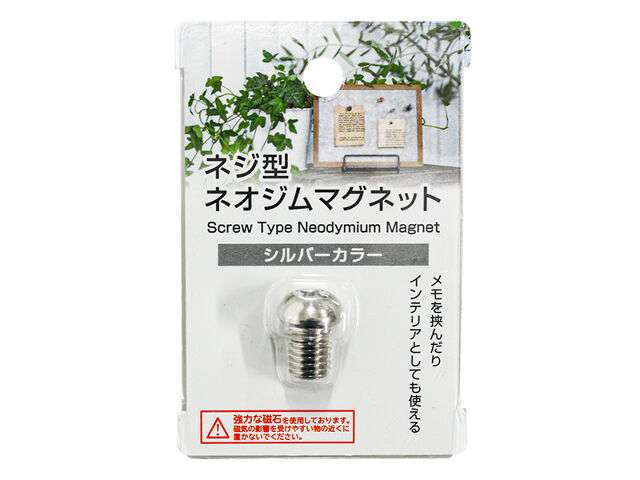 ネジ型
ネオジムマグネット
Screw Type Neodymium Magnet
シルバーカラー
メモを挟んだり
インテリアとしても使える
強力な磁石を使用しております。
磁気の影響を受けやすい物の近くに
置かないでください。